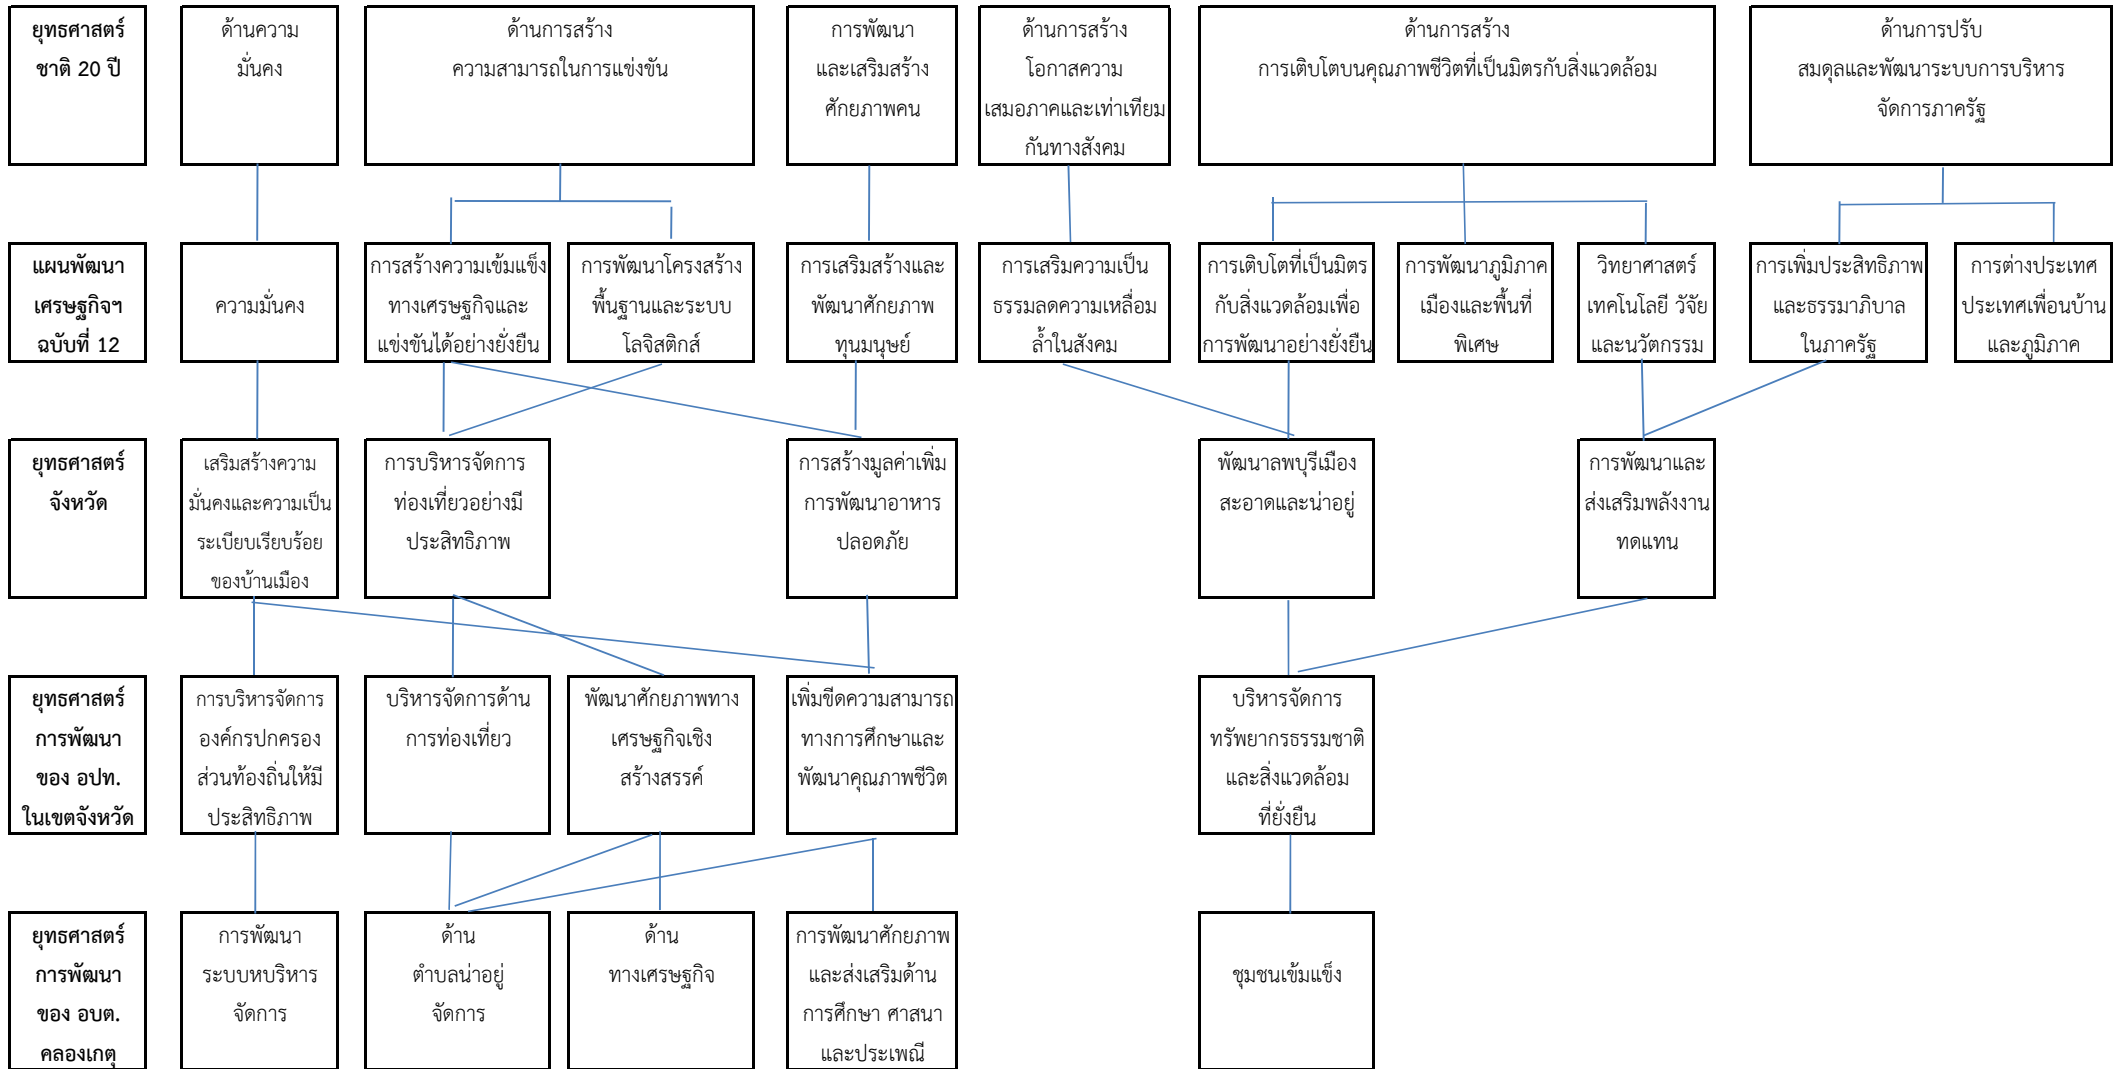 ยุทธศาสตร์
ชาติ 20 ปี
ด้านความ
มั่นคง
ด้านการสร้าง
ความสามารถในการแข่งขัน
การพัฒนา
และเสริมสร้าง
ศักยภาพคน
ด้านการสร้าง
โอกาสความ
เสมอภาคและเท่าเทียม
กันทางสังคม
ด้านการสร้าง
การเติบโตบนคุณภาพชีวิตที่เป็นมิตรกับสิ่งแวดล้อม
ด้านการปรับ
สมดุลและพัฒนาระบบการบริหาร
จัดการภาครัฐ
แผนพัฒนา
เศรษฐกิจฯ
ฉบับที่ 12
ความมั่นคง
การสร้างความเข้มแข็ง
ทางเศรษฐกิจและ
แข่งขันได้อย่างยั่งยืน
การพัฒนาโครงสร้าง
พื้นฐานและระบบ
โลจิสติกส์
การเสริมสร้างและ
พัฒนาศักยภาพ
ทุนมนุษย์
การเสริมความเป็น
ธรรมลดความเหลื่อม
ล้ำในสังคม
การเติบโตที่เป็นมิตร
กับสิ่งแวดล้อมเพื่อ
การพัฒนาอย่างยั่งยืน
การพัฒนาภูมิภาค
เมืองและพื้นที่
พิเศษ
วิทยาศาสตร์
เทคโนโลยี วิจัย
และนวัตกรรม
การเพิ่มประสิทธิภาพ
และธรรมาภิบาล
ในภาครัฐ
การต่างประเทศ
ประเทศเพื่อนบ้าน
และภูมิภาค
ยุทธศาสตร์
จังหวัด
เสริมสร้างความ
มั่นคงและความเป็น
ระเบียบเรียบร้อย
ของบ้านเมือง
การบริหารจัดการ
ท่องเที่ยวอย่างมี
ประสิทธิภาพ
การสร้างมูลค่าเพิ่ม
การพัฒนาอาหาร
ปลอดภัย
พัฒนาลพบุรีเมือง
สะอาดและน่าอยู่
การพัฒนาและ
ส่งเสริมพลังงาน
ทดแทน
ยุทธศาสตร์
การพัฒนา
ของ อปท.
ในเขตจังหวัด
การบริหารจัดการ
องค์กรปกครอง
ส่วนท้องถิ่นให้มี
ประสิทธิภาพ
บริหารจัดการด้าน
การท่องเที่ยว
พัฒนาศักยภาพทาง
เศรษฐกิจเชิง
สร้างสรรค์
เพิ่มขีดความสามารถ
ทางการศึกษาและ
พัฒนาคุณภาพชีวิต
บริหารจัดการ
ทรัพยากรธรรมชาติ
และสิ่งแวดล้อม
ที่ยั่งยืน
ยุทธศาสตร์
การพัฒนา
ของ อบต.
คลองเกตุ
การพัฒนา
ระบบหบริหาร
จัดการ
ด้าน
ตำบลน่าอยู่
จัดการ
ด้าน
ทางเศรษฐกิจ
การพัฒนาศักยภาพ
และส่งเสริมด้าน
การศึกษา ศาสนา
และประเพณี
ชุมชนเข้มแข็ง